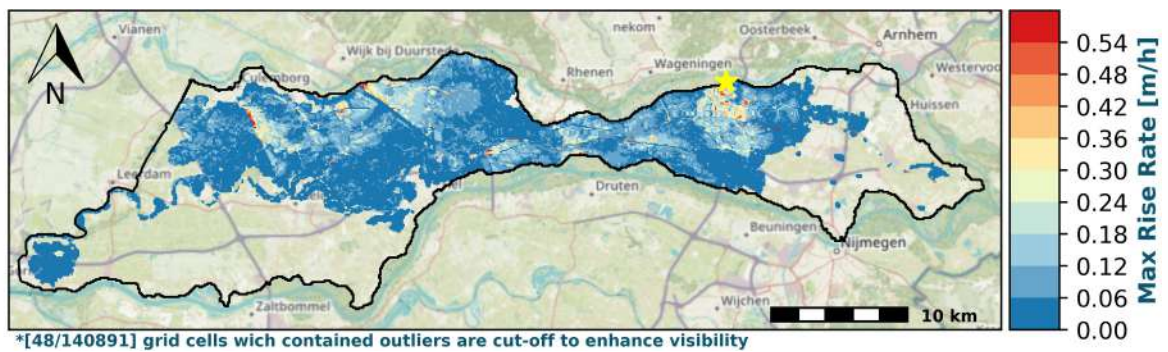 nekom
Oosterbeek
Arnhem
Vianen
Wijk bij Duurstede
Wageningen
Westervoo
Rhenen
Culemborg
N
Huissen
Leerdam
Druten
Beuningen
Nijmegen
Zaltbommel
Wijchen
10 km
0.54
0.48
0.42
0.36
0.30
0.24
0.18
0.12
0.06
0.00
Max Rise Rate [m/h]
*[48/140891] grid cells wich contained outliers are cut-off to enhance visibility